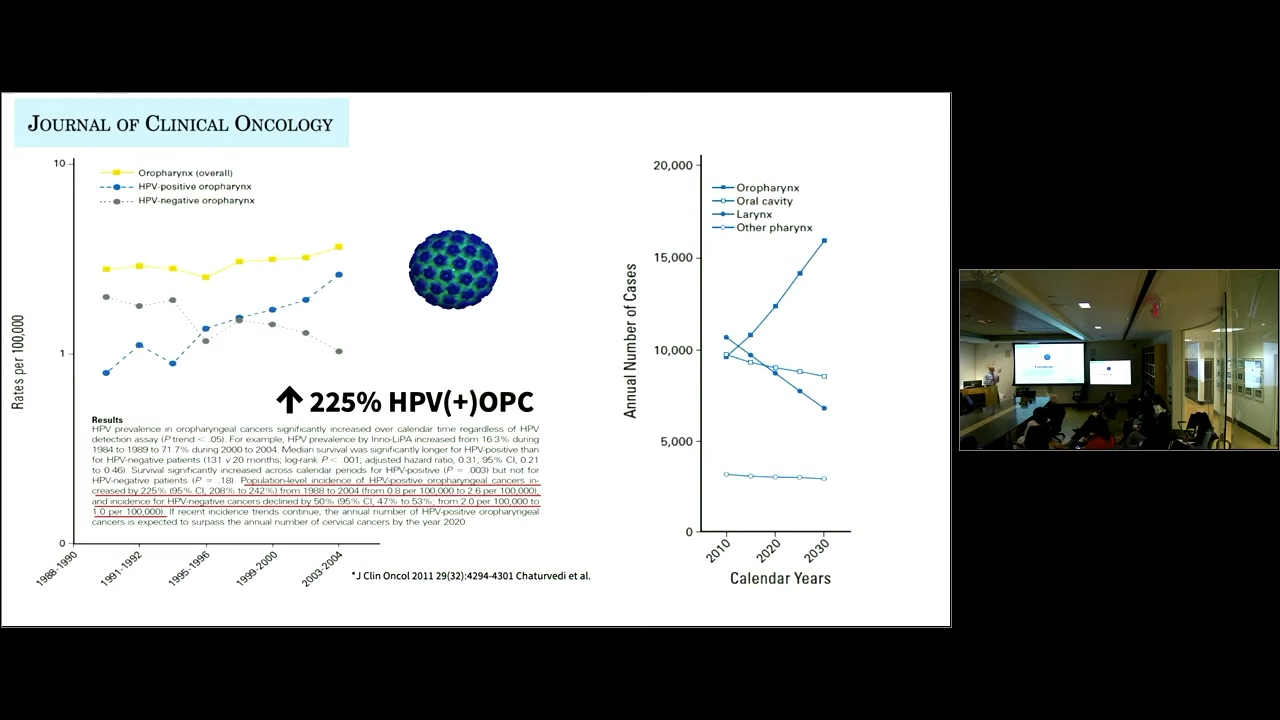 JOURNAL OF CLINICAL ONCOLOGY
10
Oropharynx (overall)
HPV-positive oropharynx
HPV-negative oropharynx
Rates per 100,000
1
0
1988-1990
1991-1992
1995-1996
1999-2000
2003-2004
↑ 225% HPV(+)OPC
Results
HPV prevalence in oropharyngeal cancers significantly increased over calendar time regardless of HPV
detection assay (P trend < .05). For example, HPV prevalence by Inno-LiPA increased from 16.3% during
1984 to 1989 to 71.7% during 2000 to 2004. Median survival was significantly longer for HPV-positive than
for HPV-negative patients (131 v 20 months; log-rank P < .001; adjusted hazard ratio, 0.31; 95% CI, 0.21
to 0.46). Survival significantly increased across calendar periods for HPV-positive (P = .003) but not for
HPV-negative patients (P = .18). Population-level incidence of HPV-positive oropharyngeal cancers in-
creased by 225% (95% CI, 208% to 242%) from 1988 to 2004 (from 0.8 per 100,000 to 2.6 per 100,000),
and incidence for HPV-negative cancers declined by 50% (95% CI, 47% to 53%; from 2.0 per 100,000 to
1.0 per 100,000). If recent incidence trends continue, the annual number of HPV-positive oropharyngeal
cancers is expected to surpass the annual number of cervical cancers by the year 2020.
*J Clin Oncol 2011 29(32):4294-4301 Chaturvedi et al.
20,000
Oropharynx
Oral cavity
Larynx
Other pharynx
15,000
Annual Number of Cases
10,000
5,000
0
2010
2020
2030
Calendar Years